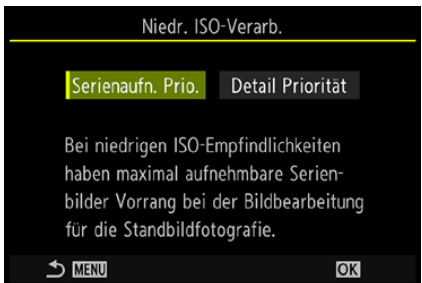 Niedr. ISO-Verarb.
Serienaufn. Prio. Detail Priorität
Bei niedrigen ISO-Empfindlichkeiten
haben maximal aufnehmbare Serien-
bilder Vorrang bei der Bildbearbeitung
für die Standbildfotografie.
MENU OK